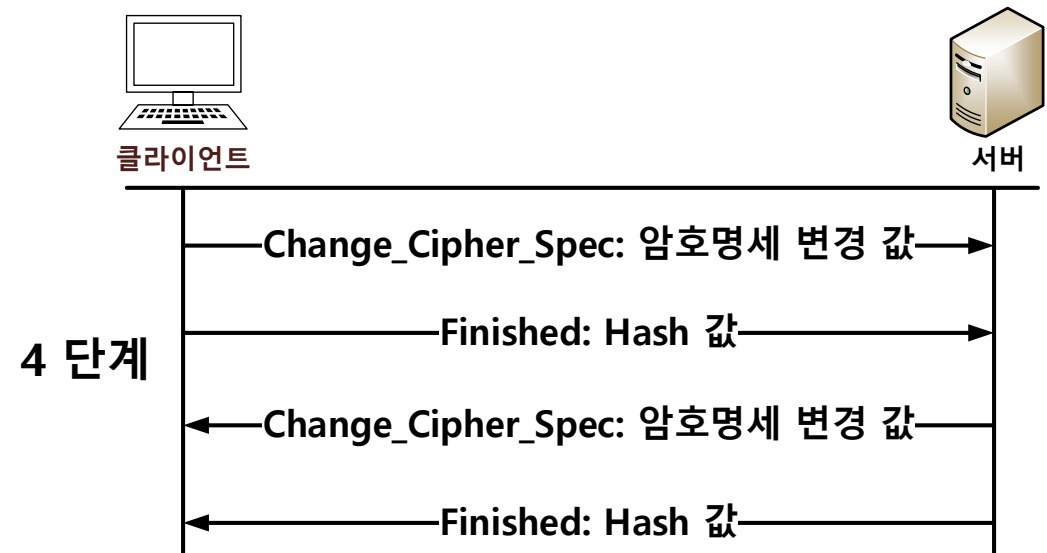 클라이언트
서버
Change_Cipher_Spec: 암호명세 변경 값
Finished: Hash 값
4 단계
Change_Cipher_Spec: 암호명세 변경 값
Finished: Hash 값